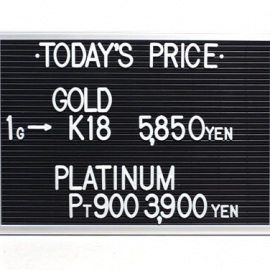 ·TODAY'S PRICE·
GOLD
1G→ K18 5,850YEN
PLATINUM
PT900 3,900YEN